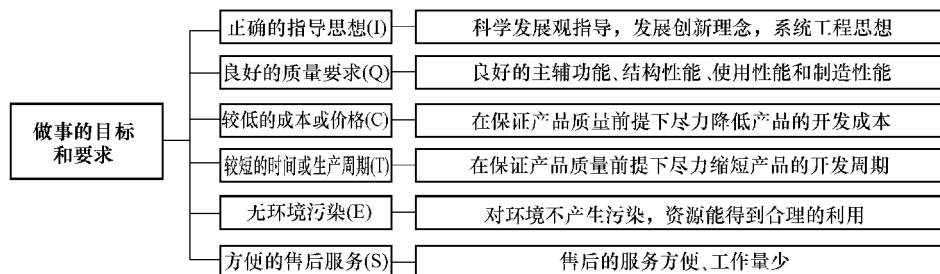 做事的目标
和要求
正确的指导思想(I)
科学发展观指导，发展创新理念，系统工程思想
良好的质量要求(Q)
良好的主辅功能、结构性能、使用性能和制造性能
较低的成本或价格(C)
在保证产品质量前提下尽力降低产品的开发成本
较短的时间或生产周期(T)
在保证产品质量前提下尽力缩短产品的开发周期
无环境污染(E)
对环境不产生污染，资源能得到合理的利用
方便的售后服务(S)
售后的服务方便、工作量少